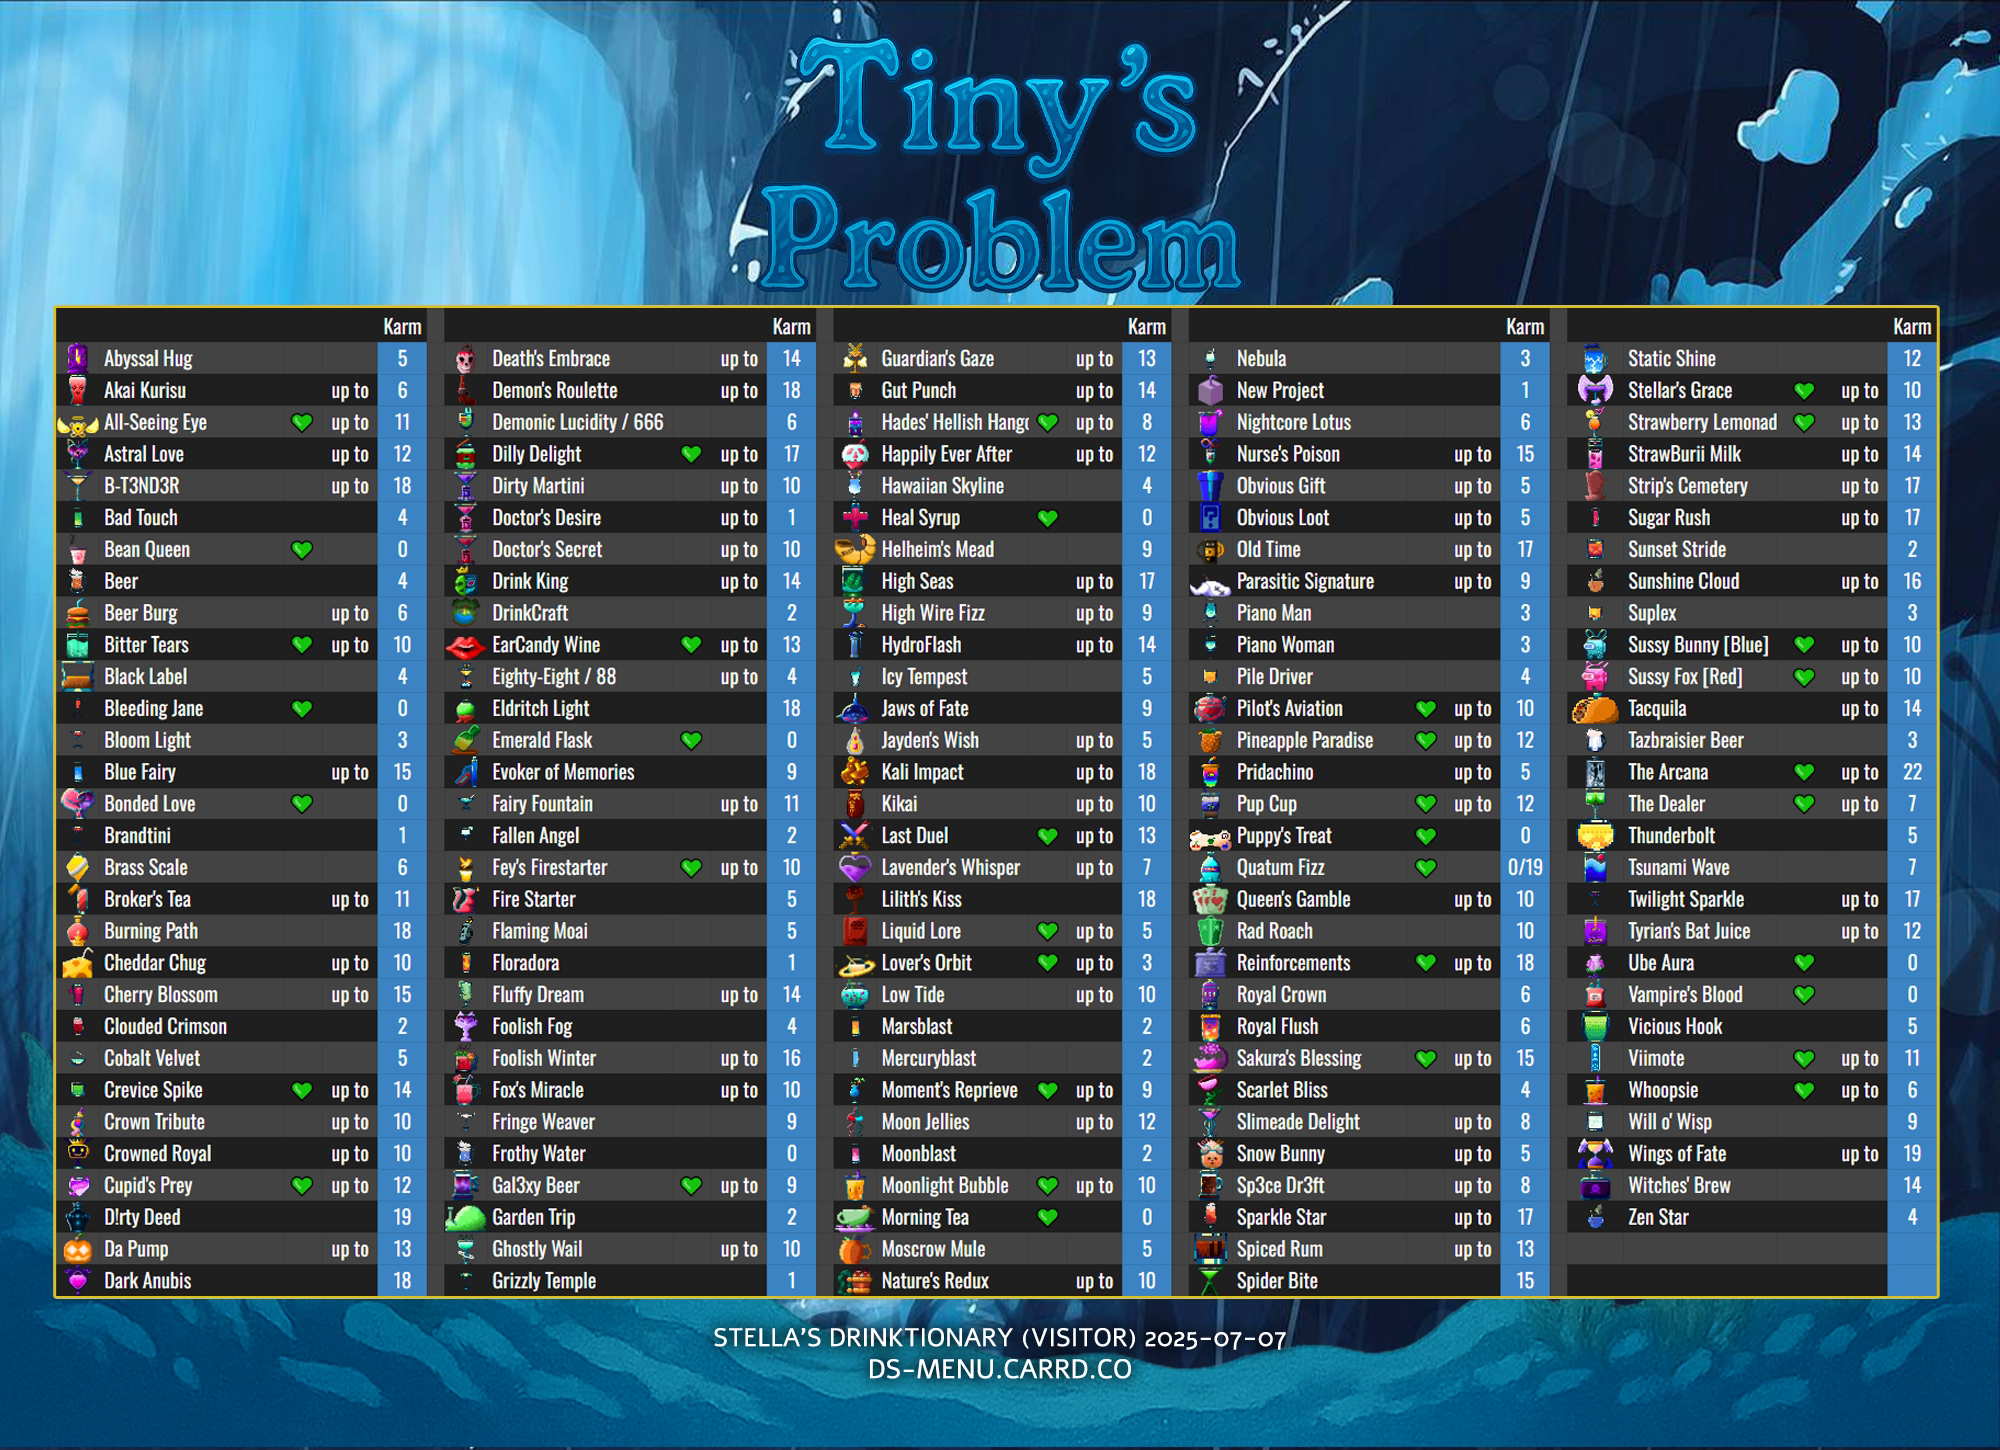 Tiny's
Problem
Karm
Abyssal Hug 5
Akai Kurisu up to 6
All-Seeing Eye up to 11
Astral Love up to 12
B-T3ND3R up to 18
Bad Touch 4
Bean Queen 0
Beer 4
Beer Burg up to 6
Bitter Tears up to 10
Black Label 4
Bleeding Jane 0
Bloom Light 3
Blue Fairy up to 15
Bonded Love 0
Brandtini 1
Brass Scale 6
Broker's Tea up to 11
Burning Path 18
Cheddar Chug up to 10
Cherry Blossom up to 15
Clouded Crimson 2
Cobalt Velvet 5
Crevice Spike up to 14
Crown Tribute up to 10
Crowned Royal up to 10
Cupid's Prey up to 12
D!rty Deed 19
Da Pump up to 13
Dark Anubis 18
Karm
Death's Embrace up to 14
Demon's Roulette up to 18
Demonic Lucidity / 666 6
Dilly Delight up to 17
Dirty Martini up to 10
Doctor's Desire up to 1
Doctor's Secret up to 10
Drink King up to 14
DrinkCraft 2
EarCandy Wine up to 13
Eighty-Eight / 88 up to 4
Eldritch Light 18
Emerald Flask 0
Evoker of Memories 9
Fairy Fountain up to 11
Fallen Angel 2
Fey's Firestarter up to 10
Fire Starter 5
Flaming Moai 5
Floradora 1
Fluffy Dream up to 14
Foolish Fog 4
Foolish Winter up to 16
Fox's Miracle up to 10
Fringe Weaver 9
Frothy Water 0
Gal3xy Beer up to 9
Garden Trip 2
Ghostly Wail up to 10
Grizzly Temple 1
Karm
Guardian's Gaze up to 13
Gut Punch up to 14
Hades' Hellish Hang up to 8
Happily Ever After up to 12
Hawaiian Skyline 4
Heal Syrup 0
Helheim's Mead 9
High Seas up to 17
High Wire Fizz up to 9
HydroFlash up to 14
Icy Tempest 5
Jaws of Fate 9
Jayden's Wish up to 5
Kali Impact up to 18
Kikai up to 10
Last Duel up to 13
Lavender's Whisper up to 7
Lilith's Kiss 18
Liquid Lore up to 5
Lover's Orbit up to 3
Low Tide up to 10
Marsblast 2
Mercuryblast 2
Moment's Reprieve up to 9
Moon Jellies up to 12
Moonblast 2
Moonlight Bubble up to 10
Morning Tea 0
Moscrow Mule 5
Nature's Redux up to 10
Karm
Nebula 3
New Project 1
Nightcore Lotus 6
Nurse's Poison up to 15
Obvious Gift up to 5
Obvious Loot up to 5
Old Time up to 17
Parasitic Signature up to 9
Piano Man 3
Piano Woman 3
Pile Driver 4
Pilot's Aviation up to 10
Pineapple Paradise up to 12
Pridachino up to 5
Pup Cup up to 12
Puppy's Treat 0
Quatum Fizz 0/19
Queen's Gamble up to 10
Rad Roach 10
Reinforcements up to 18
Royal Crown 6
Royal Flush 6
Sakura's Blessing up to 15
Scarlet Bliss 4
Slimeade Delight up to 8
Snow Bunny up to 5
Sp3ce Dr3ft up to 8
Sparkle Star up to 17
Spiced Rum up to 13
Spider Bite 15
Karm
Static Shine 12
Stellar's Grace up to 10
Strawberry Lemonad up to 13
StrawBurii Milk up to 14
Strip's Cemetery up to 17
Sugar Rush up to 17
Sunset Stride 2
Sunshine Cloud up to 16
Suplex 3
Sussy Bunny [Blue] up to 10
Sussy Fox [Red] up to 10
Tacquila up to 14
Tazbraisier Beer 3
The Arcana up to 22
The Dealer up to 7
Thunderbolt 5
Tsunami Wave 7
Twilight Sparkle up to 17
Tyrian's Bat Juice up to 12
Ube Aura 0
Vampire's Blood 0
Vicious Hook 5
Viimote up to 11
Whoopsie up to 6
Will o' Wisp 9
Wings of Fate up to 19
Witches' Brew 14
Zen Star 4
STELLA'S DRINKTIONARY (VISITOR) 2025-07-07
DS-MENU.CARRD.CO